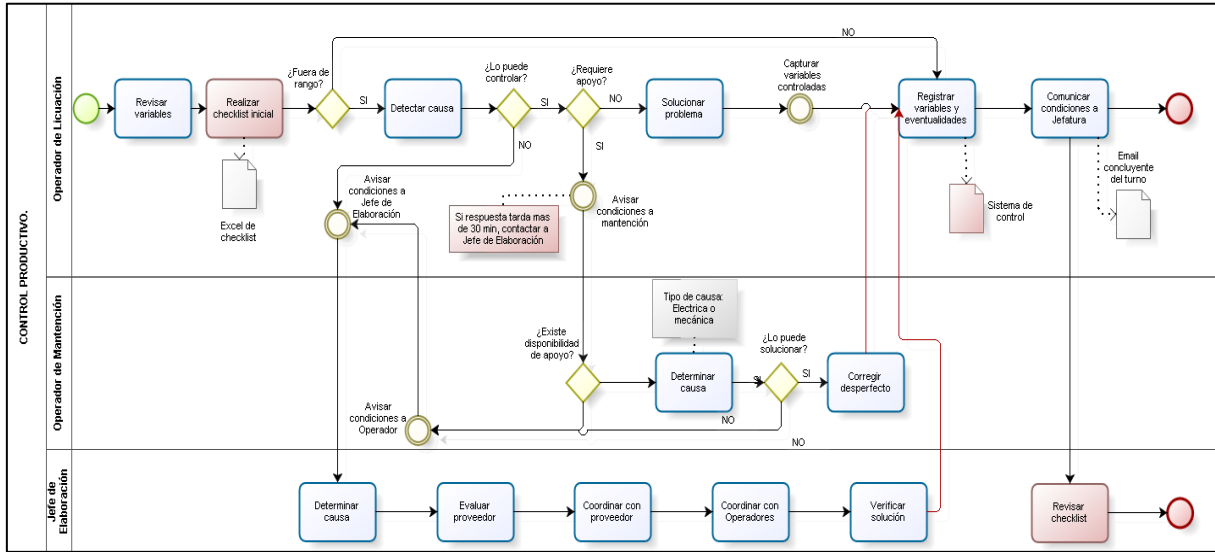 CONTROL PRODUCTIVO.
Operador de Licuación
Revisar
variables
Realizar
checklist inicial
Excel de
checklist
¿Fuera de
rango?
SI
NO
Detectar causa
¿Lo puede
controlar?
SI
NO
¿Requiere
apoyo?
NO
SI
Solucionar
problema
Capturar
variables
controladas
Registrar
variables y
eventualidades
Sistema de
control
Comunicar
condiciones a
Jefatura
Email
concluyente
del turno
Avisar
condiciones a
Jefe de
Elaboración
Si respuesta tarda mas
de 30 min, contactar a
Jefe de Elaboración
Avisar
condiciones a
mantención
Operador de Mantención
¿Existe
disponibilidad
de apoyo?
Tipo de causa:
Electrica o
mecánica
Determinar
causa
SI
¿Lo puede
solucionar?
SI
Corregir
desperfecto
NO
NO
Avisar
condiciones a
Operador
Jefe de
Elaboración
Determinar
causa
Evaluar
proveedor
Coordinar con
proveedor
Coordinar con
Operadores
Verificar
solución
Revisar
checklist